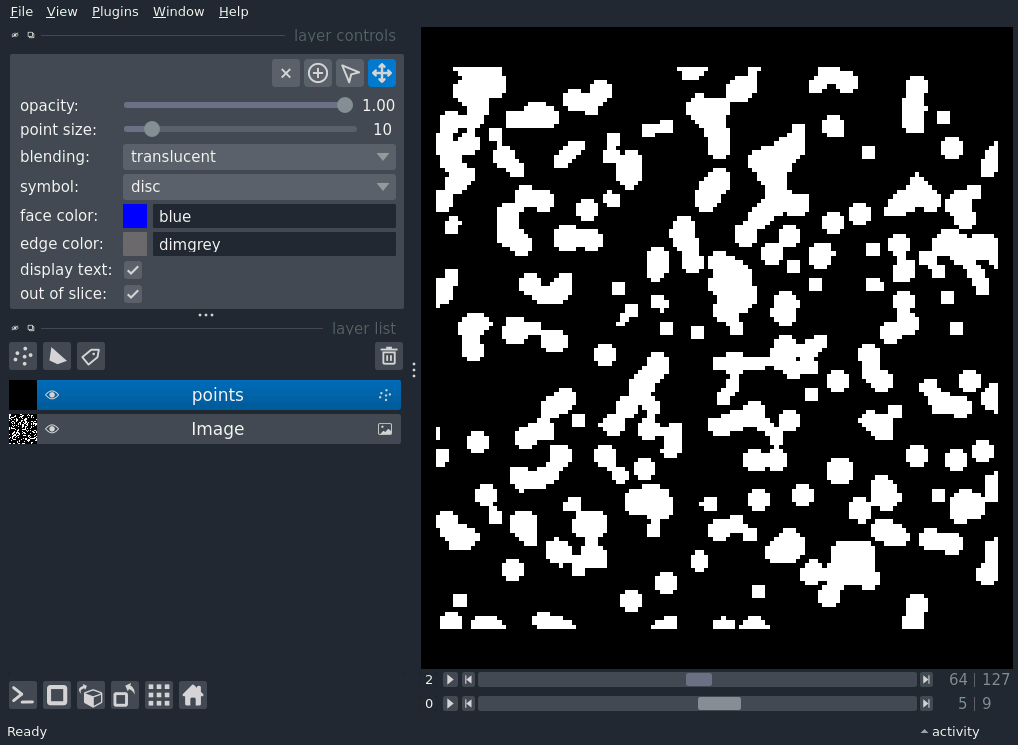 File View Plugins Window Help
layer controls
opacity: 1.00
point size: 10
blending: translucent
symbol: disc
face color: blue
edge color: dimgrey
display text:
out of slice:
layer list
points
Image
2 64 | 127
0 5 | 9
Ready activity